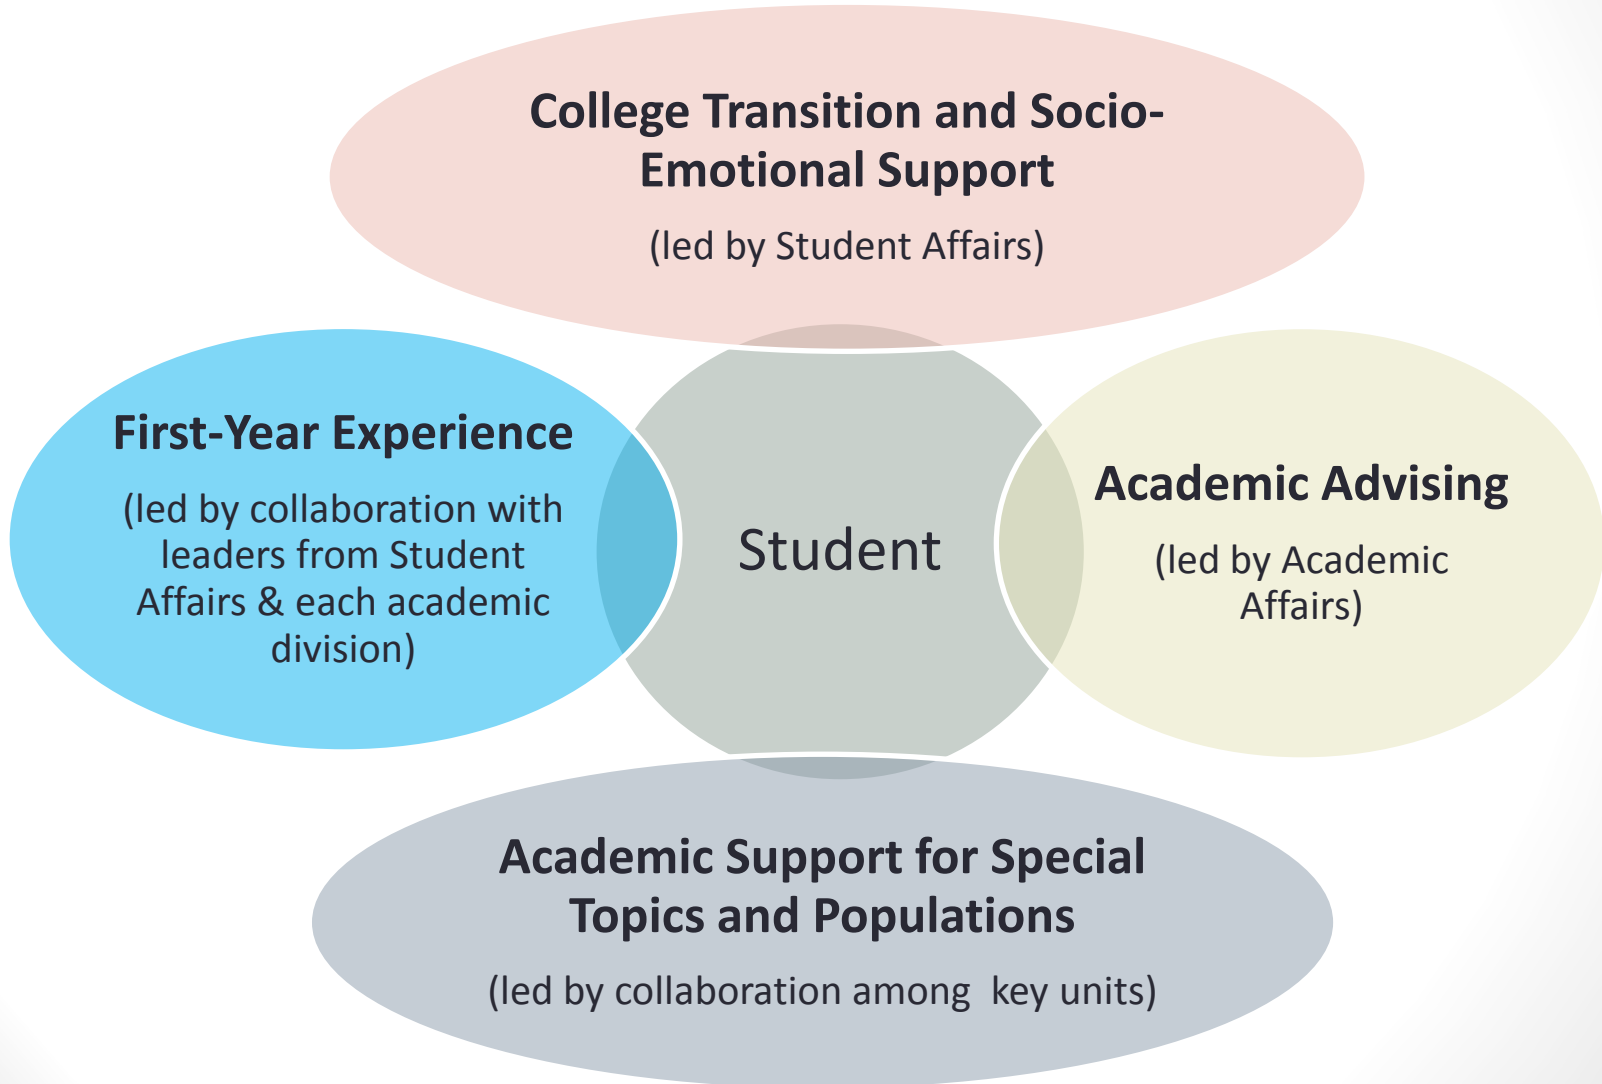 College Transition and Socio-
Emotional Support
(led by Student Affairs)
First-Year Experience
(led by collaboration with
leaders from Student
Affairs & each academic
division)
Student
Academic Advising
(led by Academic
Affairs)
Academic Support for Special
Topics and Populations
(led by collaboration among  key units)